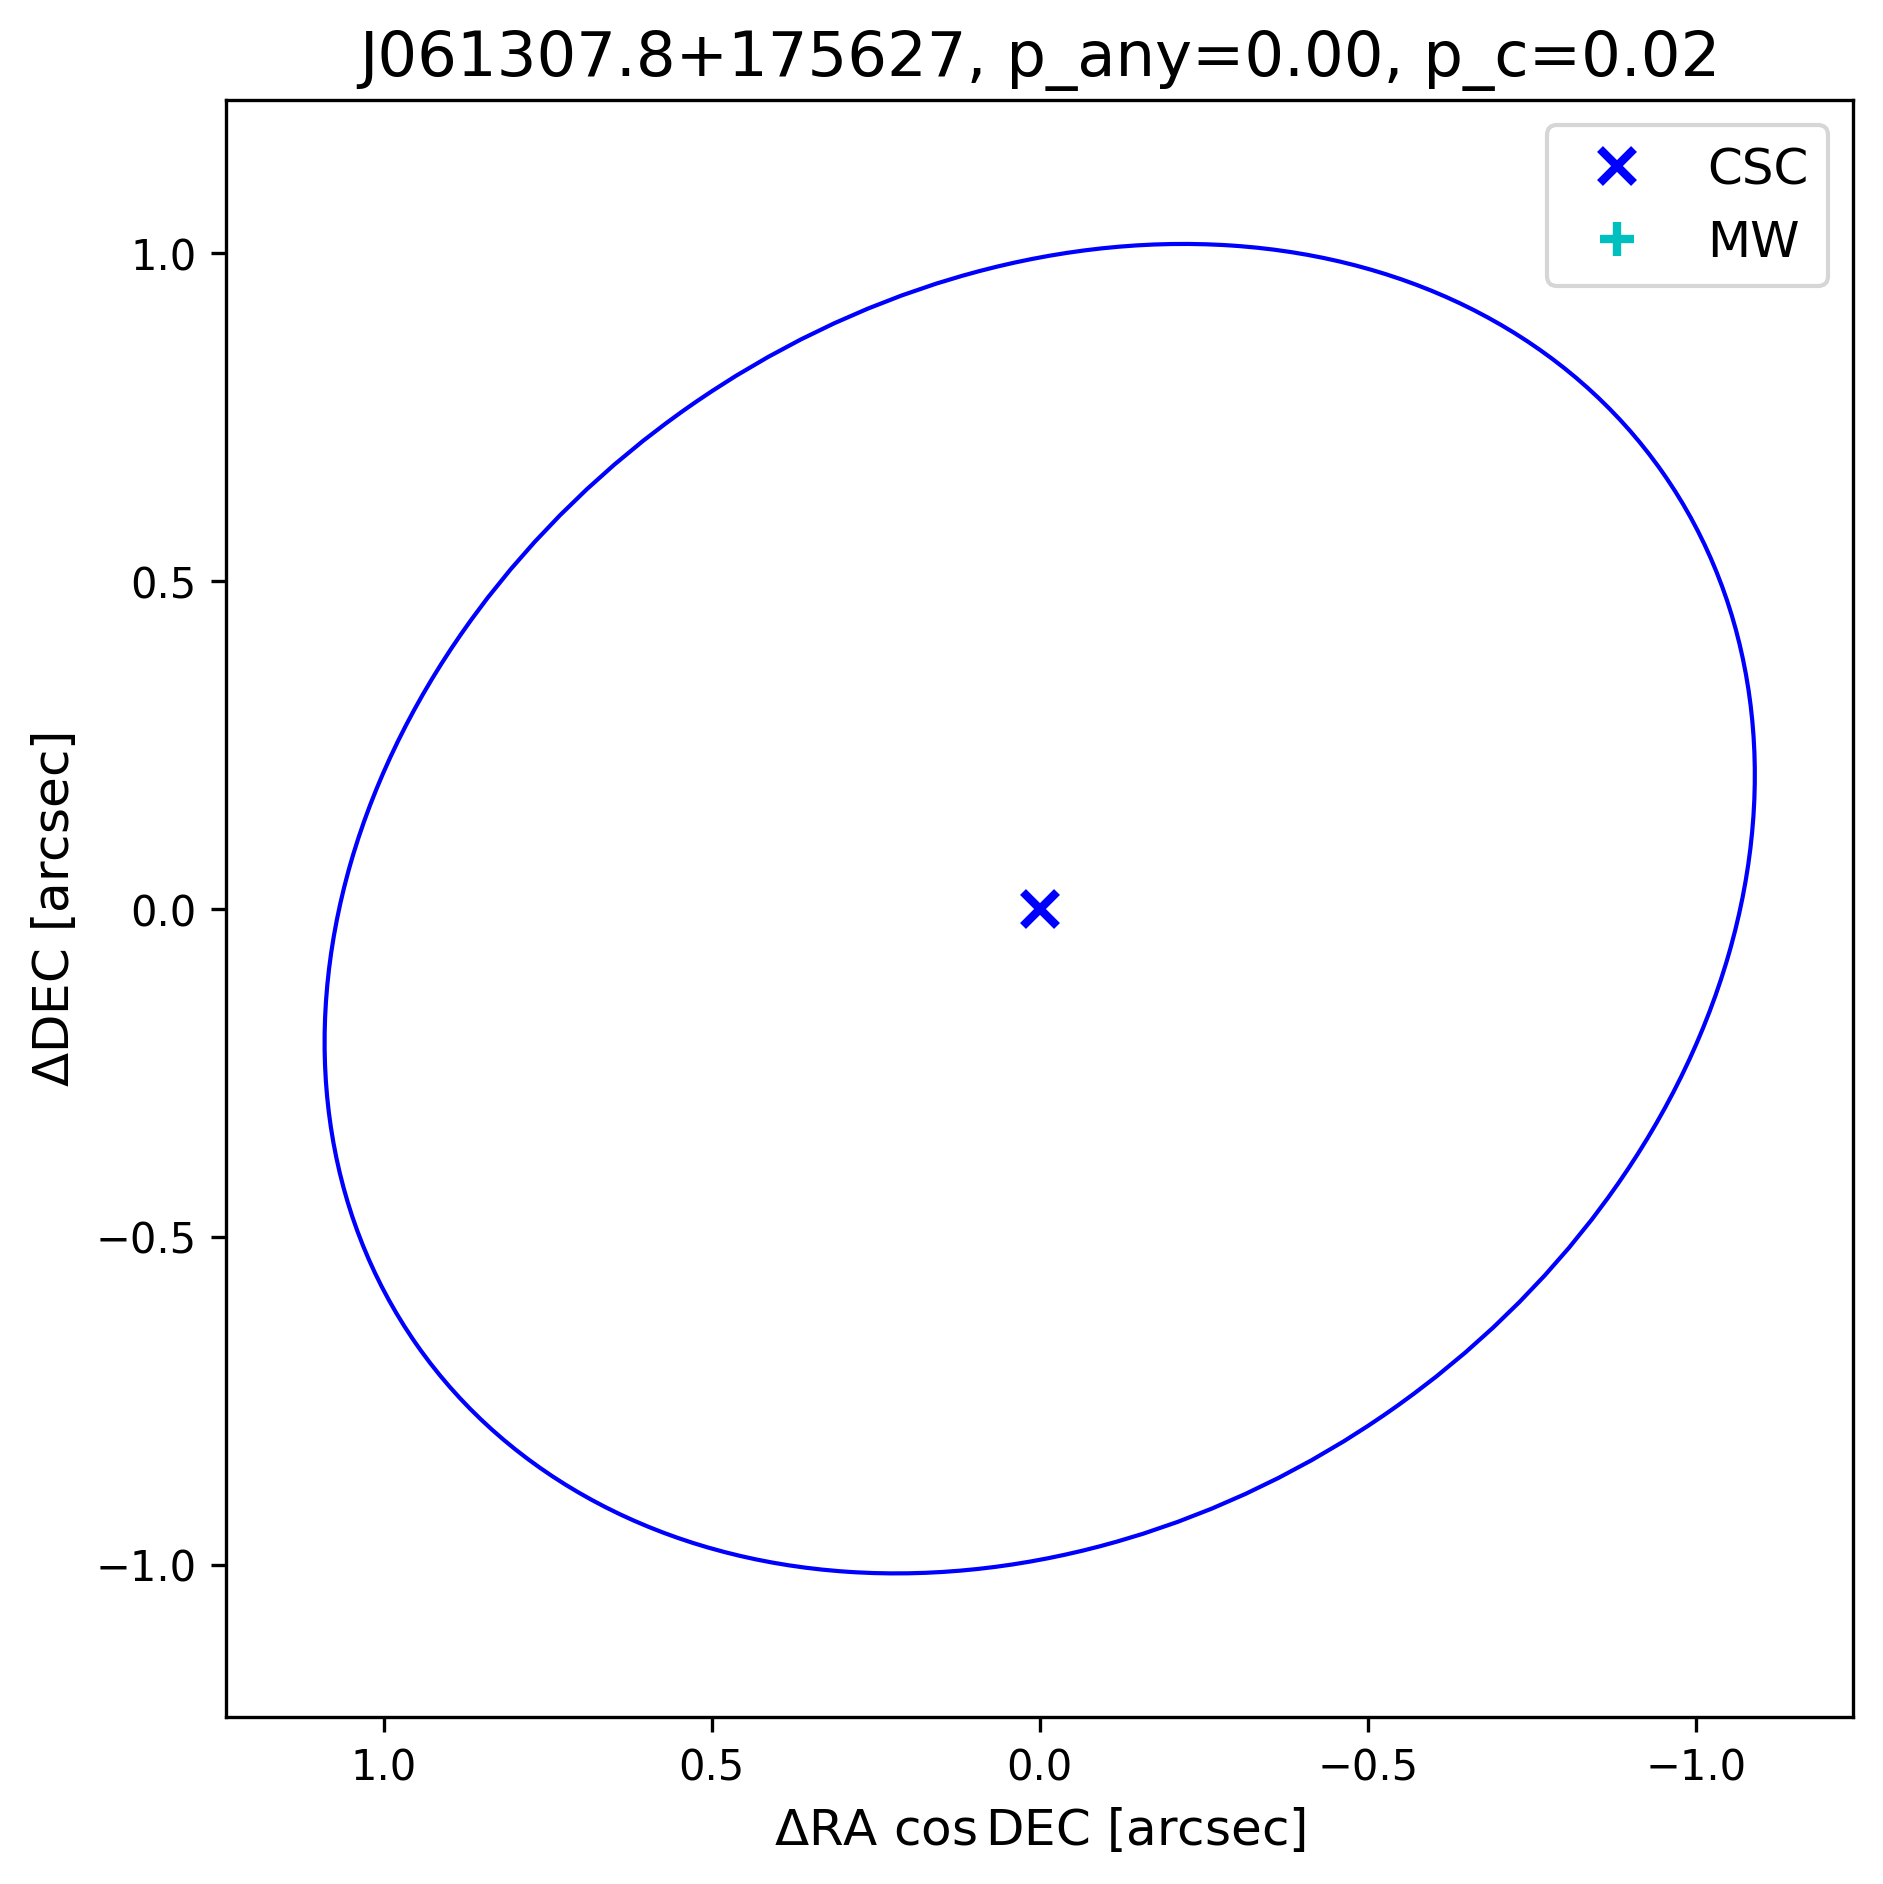 J061307.8+175627, p_any=0.00, p_c=0.02
CSC
MW
1.0
0.5
0.0
−0.5
−1.0
ΔDEC [arcsec]
1.0 0.5 0.0 −0.5 −1.0
ΔRA cos DEC [arcsec]